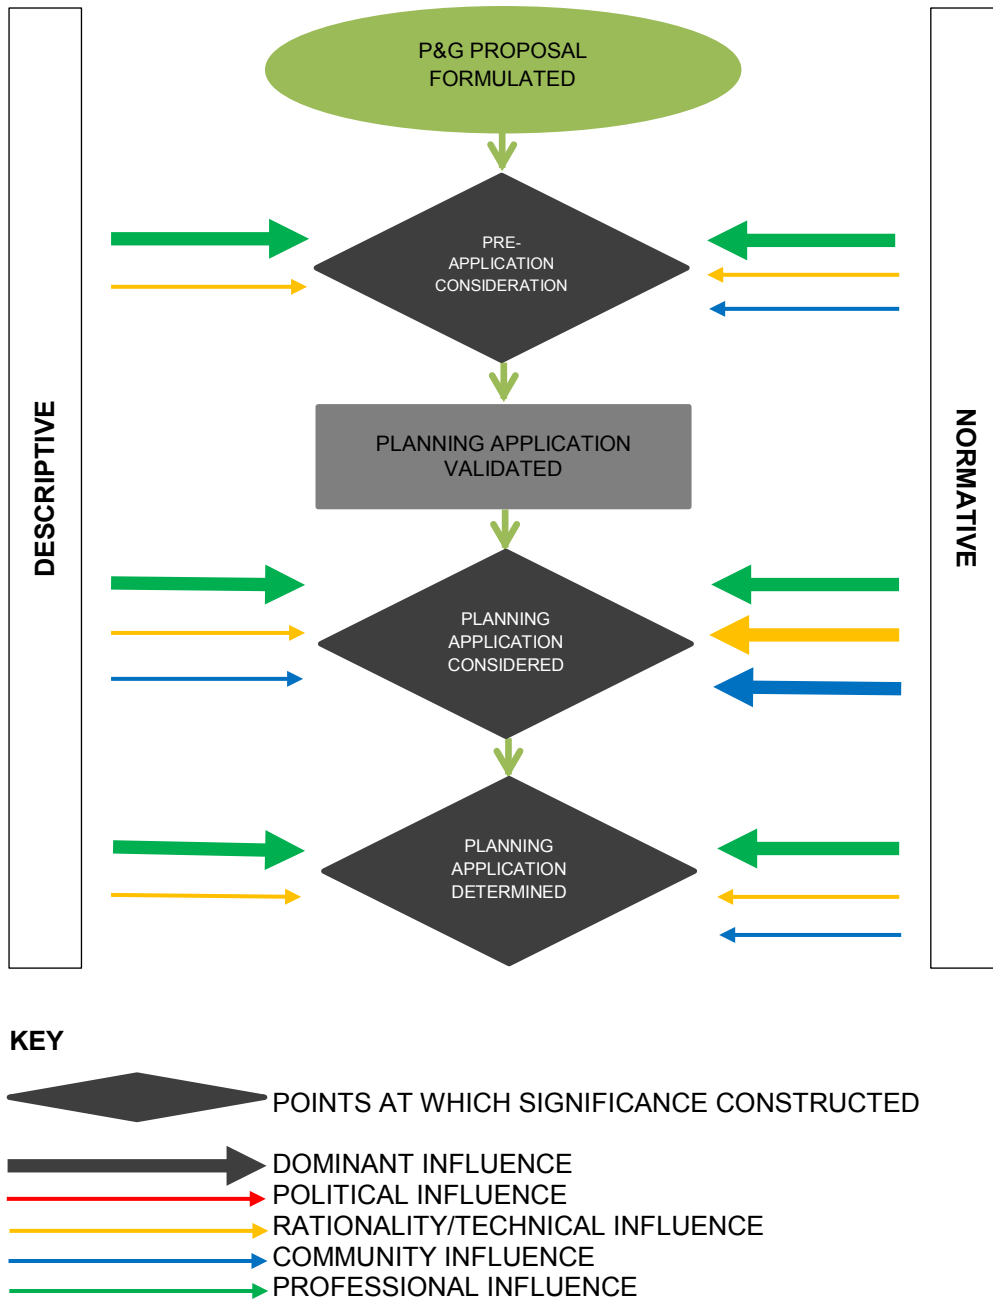 P&G PROPOSAL
FORMULATED
PRE-
APPLICATION
CONSIDERATION
PLANNING APPLICATION
VALIDATED
DESCRIPTIVE
NORMATIVE
PLANNING
APPLICATION
CONSIDERED
PLANNING
APPLICATION
DETERMINED
KEY
POINTS AT WHICH SIGNIFICANCE CONSTRUCTED
DOMINANT INFLUENCE
POLITICAL INFLUENCE
RATIONALITY/TECHNICAL INFLUENCE
COMMUNITY INFLUENCE
PROFESSIONAL INFLUENCE